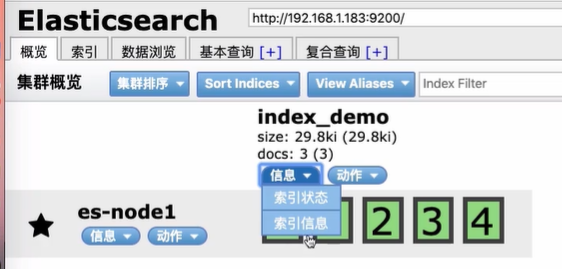 Elasticsearch
http://192.168.1.183:9200/
概览 索引 数据浏览 基本查询 [+] 复合查询 [+]
集群概览 集群排序 Sort Indices View Aliases Index Filter
index_demo
size: 29.8ki (29.8ki)
docs: 3 (3)
信息 动作
索引状态
索引信息
es-node1
信息 动作
2 3 4